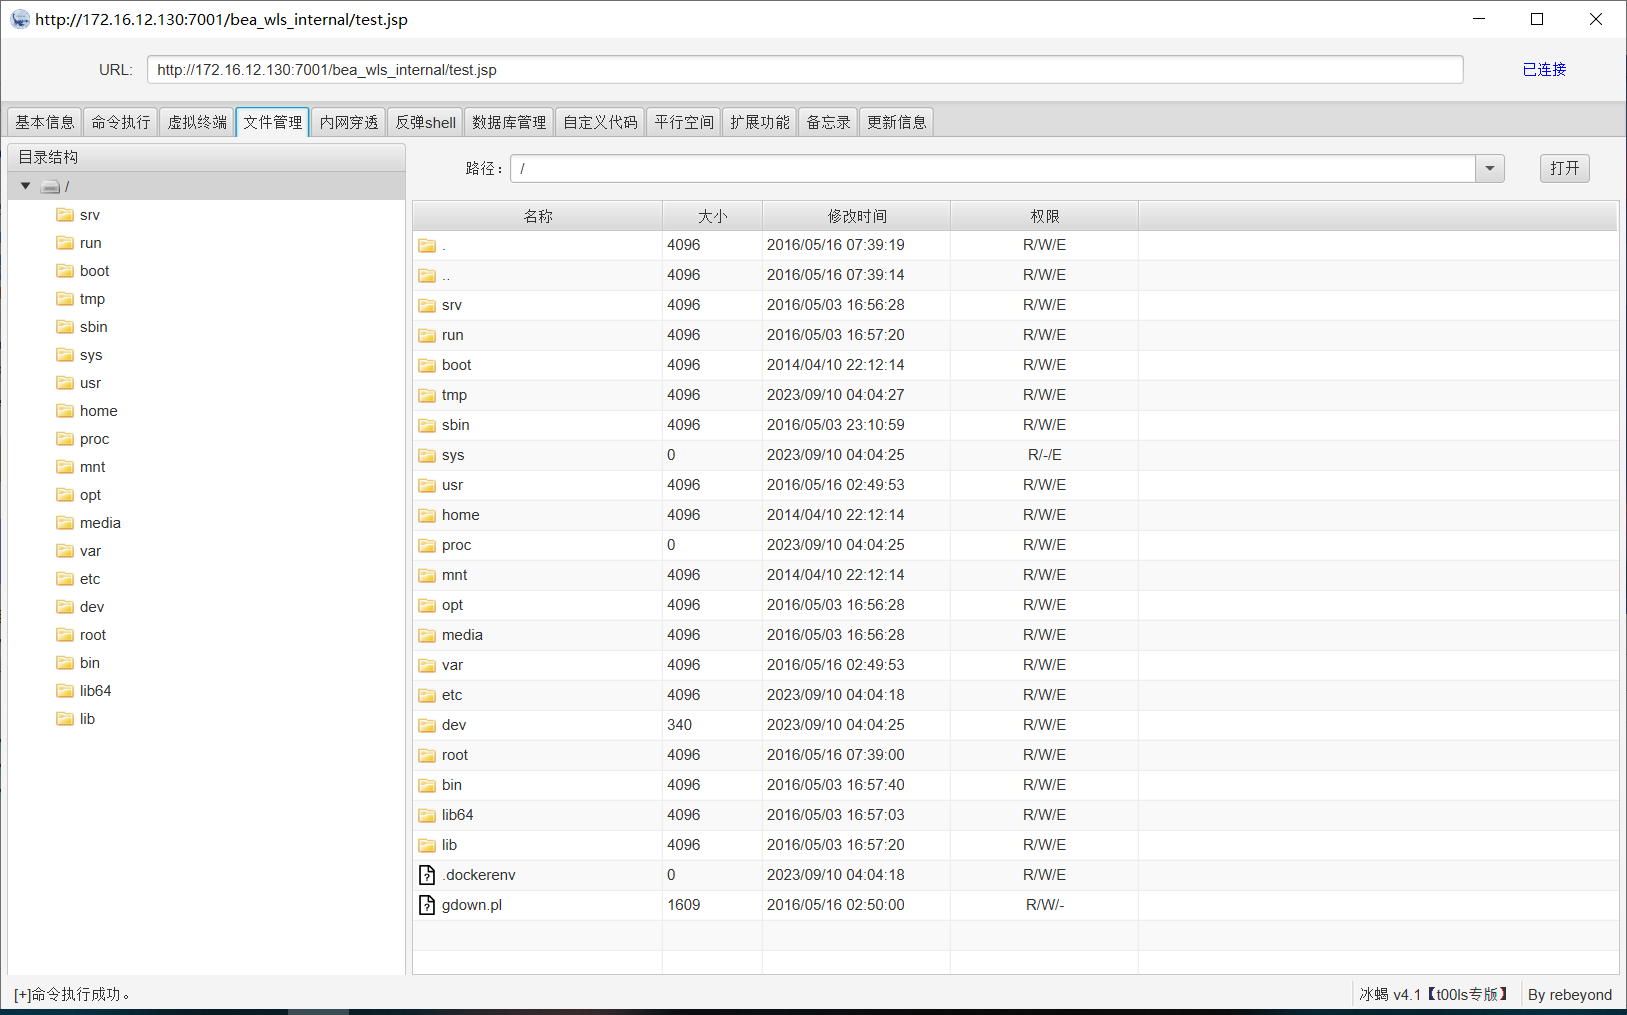 http://172.16.12.130:7001/bea_wls_internal/test.jsp
URL: http://172.16.12.130:7001/bea_wls_internal/test.jsp 已连接
基本信息 命令执行 虚拟终端 文件管理 内网穿透 反弹shell 数据库管理 自定义代码 平行空间 扩展功能 备忘录 更新信息
目录结构
/
srv
run
boot
tmp
sbin
sys
usr
home
proc
mnt
opt
media
var
etc
dev
root
bin
lib64
lib
路径： / 打开
名称 大小 修改时间 权限
. 4096 2016/05/16 07:39:19 R/W/E
.. 4096 2016/05/16 07:39:14 R/W/E
srv 4096 2016/05/03 16:56:28 R/W/E
run 4096 2016/05/03 16:57:20 R/W/E
boot 4096 2014/04/10 22:12:14 R/W/E
tmp 4096 2023/09/10 04:04:27 R/W/E
sbin 4096 2016/05/03 23:10:59 R/W/E
sys 0 2023/09/10 04:04:25 R/-/E
usr 4096 2016/05/16 02:49:53 R/W/E
home 4096 2014/04/10 22:12:14 R/W/E
proc 0 2023/09/10 04:04:25 R/W/E
mnt 4096 2014/04/10 22:12:14 R/W/E
opt 4096 2016/05/03 16:56:28 R/W/E
media 4096 2016/05/03 16:56:28 R/W/E
var 4096 2016/05/16 02:49:53 R/W/E
etc 4096 2023/09/10 04:04:18 R/W/E
dev 340 2023/09/10 04:04:25 R/W/E
root 4096 2016/05/16 07:39:00 R/W/E
bin 4096 2016/05/03 16:57:40 R/W/E
lib64 4096 2016/05/03 16:57:03 R/W/E
lib 4096 2016/05/03 16:57:20 R/W/E
.dockerenv 0 2023/09/10 04:04:18 R/W/E
gdown.pl 1609 2016/05/16 02:50:00 R/W/-
[+]命令执行成功。 冰蝎 v4.1【t00ls专版】 By rebeyond